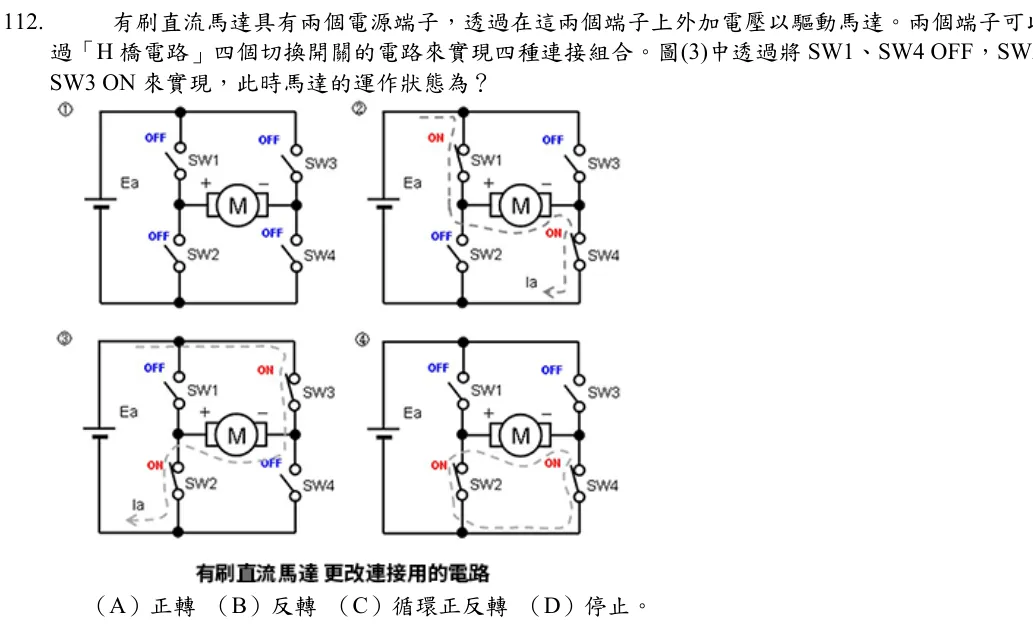 112. 有刷直流馬達具有兩個電源端子，透過在這兩個端子上外加電壓以驅動馬達。兩個端子可
過「H 橋電路」四個切換開關的電路來實現四種連接組合。圖(3)中透過將 SW1、SW4 OFF，SW
SW3 ON 來實現，此時馬達的運作狀態為？
①
OFF
OFF
SW1
SW3
Ea
+
−
M
OFF
OFF
SW2
SW4
②
ON
OFF
SW1
SW3
Ea
+
−
M
OFF
ON
SW2
SW4
Ia
③
OFF
ON
SW1
SW3
Ea
+
−
M
ON
OFF
SW2
SW4
Ia
④
OFF
OFF
SW1
SW3
Ea
+
−
M
ON
ON
SW2
SW4
有刷直流馬達 更改連接用的電路
（A）正轉 （B）反轉 （C）循環正反轉 （D）停止。